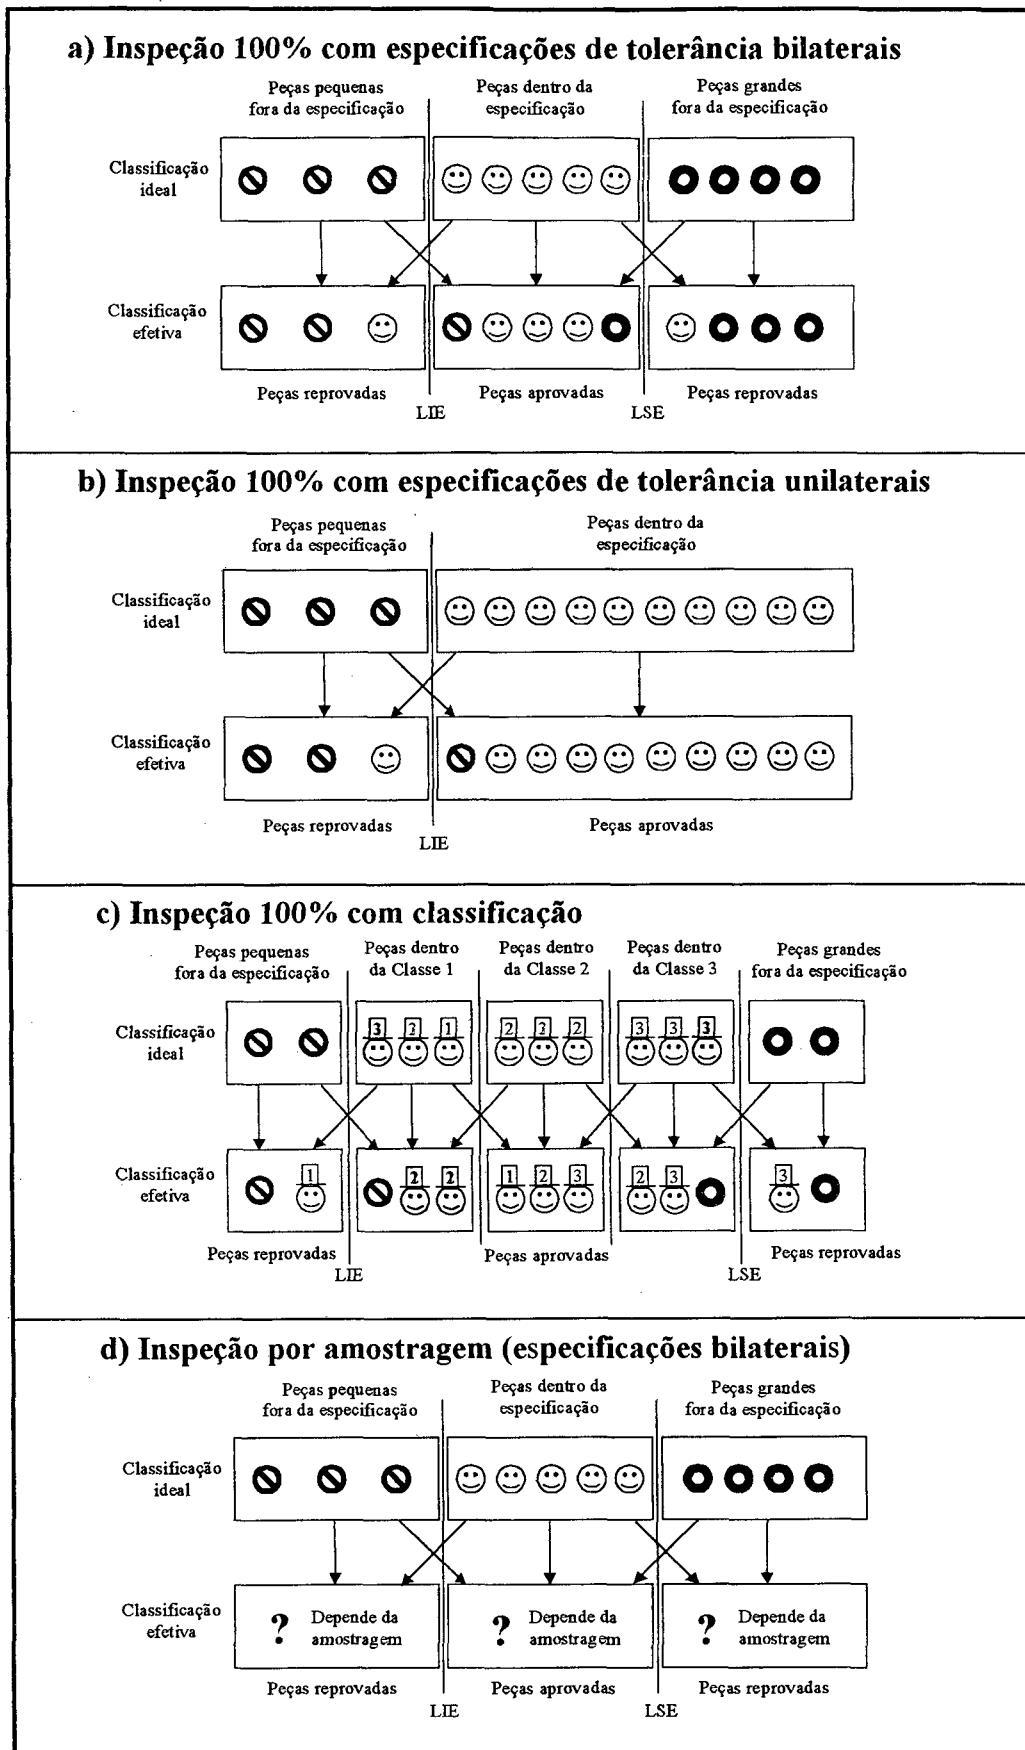 a) Inspeção 100% com especificações de tolerância bilaterais
Peças pequenas
fora da especificação
Peças dentro da
especificação
Peças grandes
fora da especificação
Classificação
ideal
Classificação
efetiva
Peças reprovadas
LIE
Peças aprovadas
LSE
Peças reprovadas
b) Inspeção 100% com especificações de tolerância unilaterais
Peças pequenas
fora da especificação
Peças dentro da
especificação
Classificação
ideal
Classificação
efetiva
Peças reprovadas
LIE
Peças aprovadas
c) Inspeção 100% com classificação
Peças pequenas
fora da especificação
Peças dentro
da Classe 1
Peças dentro
da Classe 2
Peças dentro
da Classe 3
Peças grandes
fora da especificação
Classificação
ideal
3 2 1
2 2 2
3 3 3
Classificação
efetiva
1
2 2
1 2 3
2 3
3
Peças reprovadas
LIE
Peças aprovadas
LSE
Peças reprovadas
d) Inspeção por amostragem (especificações bilaterais)
Peças pequenas
fora da especificação
Peças dentro da
especificação
Peças grandes
fora da especificação
Classificação
ideal
Classificação
efetiva
? Depende da
amostragem
? Depende da
amostragem
? Depende da
amostragem
Peças reprovadas
LIE
Peças aprovadas
LSE
Peças reprovadas